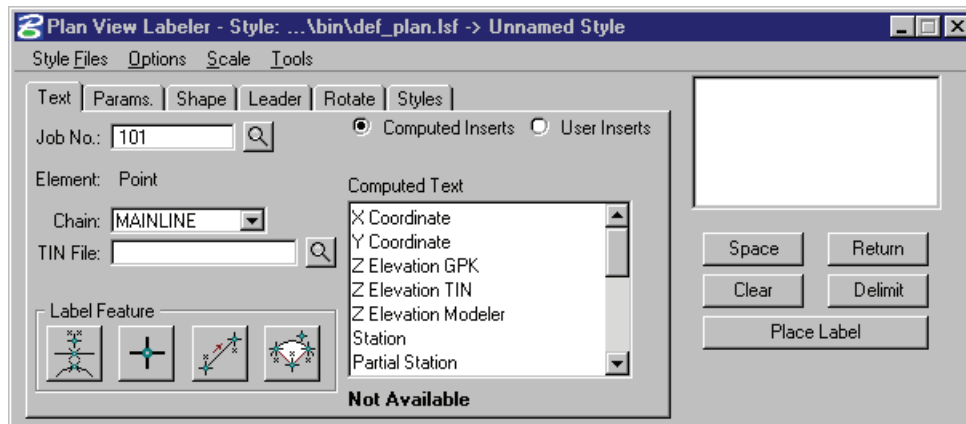 Plan View Labeler - Style: ...\bin\def_plan.lsf -> Unnamed Style
Style Files Options Scale Tools
Text Params. Shape Leader Rotate Styles
Job No.: 101
Computed Inserts User Inserts
Element: Point
Chain: MAINLINE
TIN File:
Label Feature
Computed Text
X Coordinate
Y Coordinate
Z Elevation GPK
Z Elevation TIN
Z Elevation Modeler
Station
Partial Station
Not Available
Space Return
Clear Delimit
Place Label